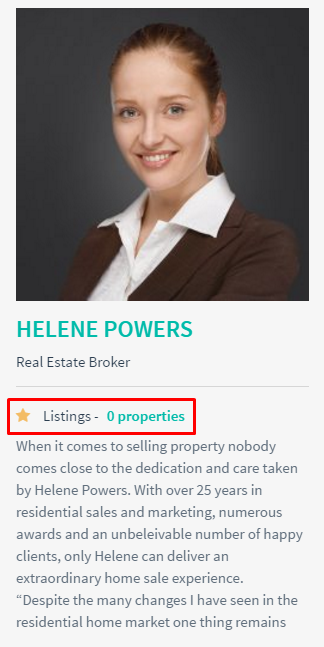 HELENE POWERS
Real Estate Broker
Listings - 0 properties
When it comes to selling property nobody
comes close to the dedication and care taken
by Helene Powers. With over 25 years in
residential sales and marketing, numerous
awards and an unbeleivable number of happy
clients, only Helene can deliver an
extraordinary home sale experience.
“Despite the many changes I have seen in the
residential home market one thing remains